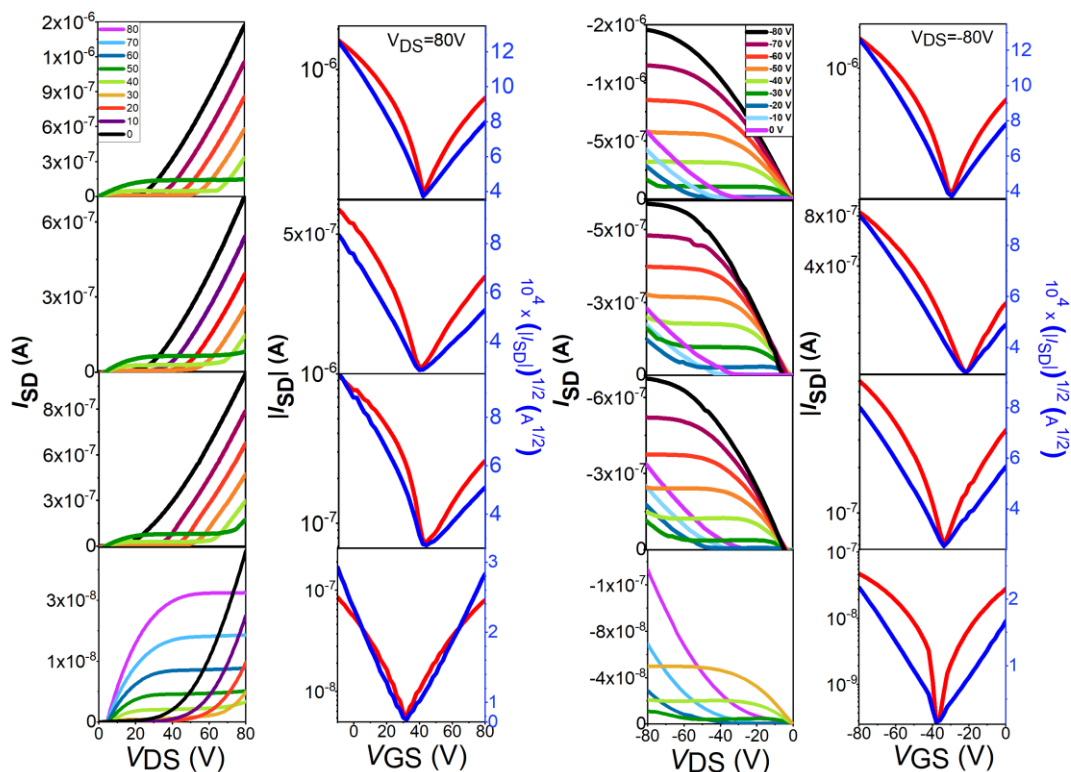 2x10⁻⁶
1x10⁻⁶
9x10⁻⁷
6x10⁻⁷
3x10⁻⁷
0
80
70
60
50
40
30
20
10
0
6x10⁻⁷
3x10⁻⁷
0
8x10⁻⁷
5x10⁻⁷
3x10⁻⁷
0
3x10⁻⁸
1x10⁻⁸
0
I_SD (A)
0 20 40 60 80
V_DS (V)
V_DS=80V
10⁻⁶
12
10
8
6
4
5x10⁻⁷
8
6
4
10⁻⁶
10⁻⁷
8
6
4
10⁻⁷
10⁻⁸
3
2
1
0
|I_SD| (A)
10⁴ x (|I_SD|)^1/2 (A^1/2)
0 20 40 60 80
V_GS (V)
-2x10⁻⁶
-1x10⁻⁶
-1x10⁻⁶
-5x10⁻⁷
0
-80 V
-70 V
-60 V
-50 V
-40 V
-30 V
-20 V
-10 V
0 V
-5x10⁻⁷
-3x10⁻⁷
-1x10⁻⁷
0
-6x10⁻⁷
-3x10⁻⁷
0
-1x10⁻⁷
-8x10⁻⁸
-4x10⁻⁸
0
I_SD (A)
-80 -60 -40 -20 0
V_DS (V)
V_DS=-80V
10⁻⁶
12
10
8
6
4
8x10⁻⁷
4x10⁻⁷
8
6
4
10⁻⁷
8
6
4
10⁻⁷
10⁻⁸
10⁻⁹
2
1
|I_SD| (A)
10⁴ x (|I_SD|)^1/2 (A^1/2)
-80 -60 -40 -20 0
V_GS (V)